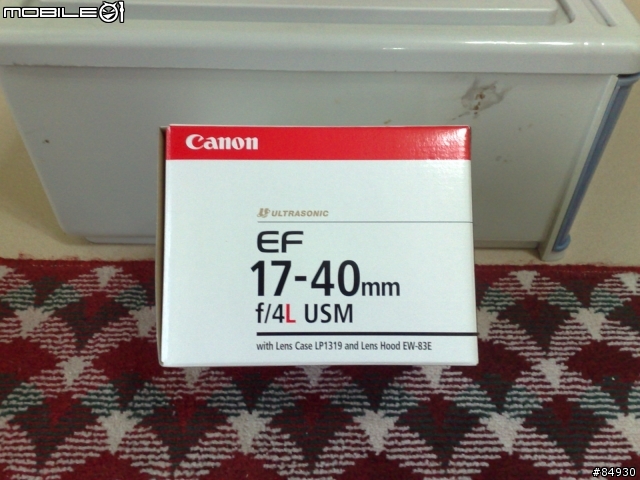 MOBILE01
Canon
ULTRASONIC
EF
17-40mm
f/4L USM
with Lens Case LP1319 and Lens Hood EW-83E
#84930